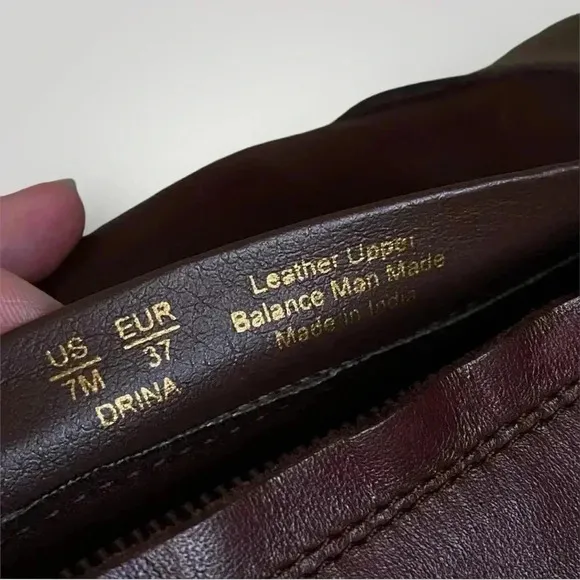 US EUR
7M 37
DRINA
Leather Upper
Balance Man Made
Made in India